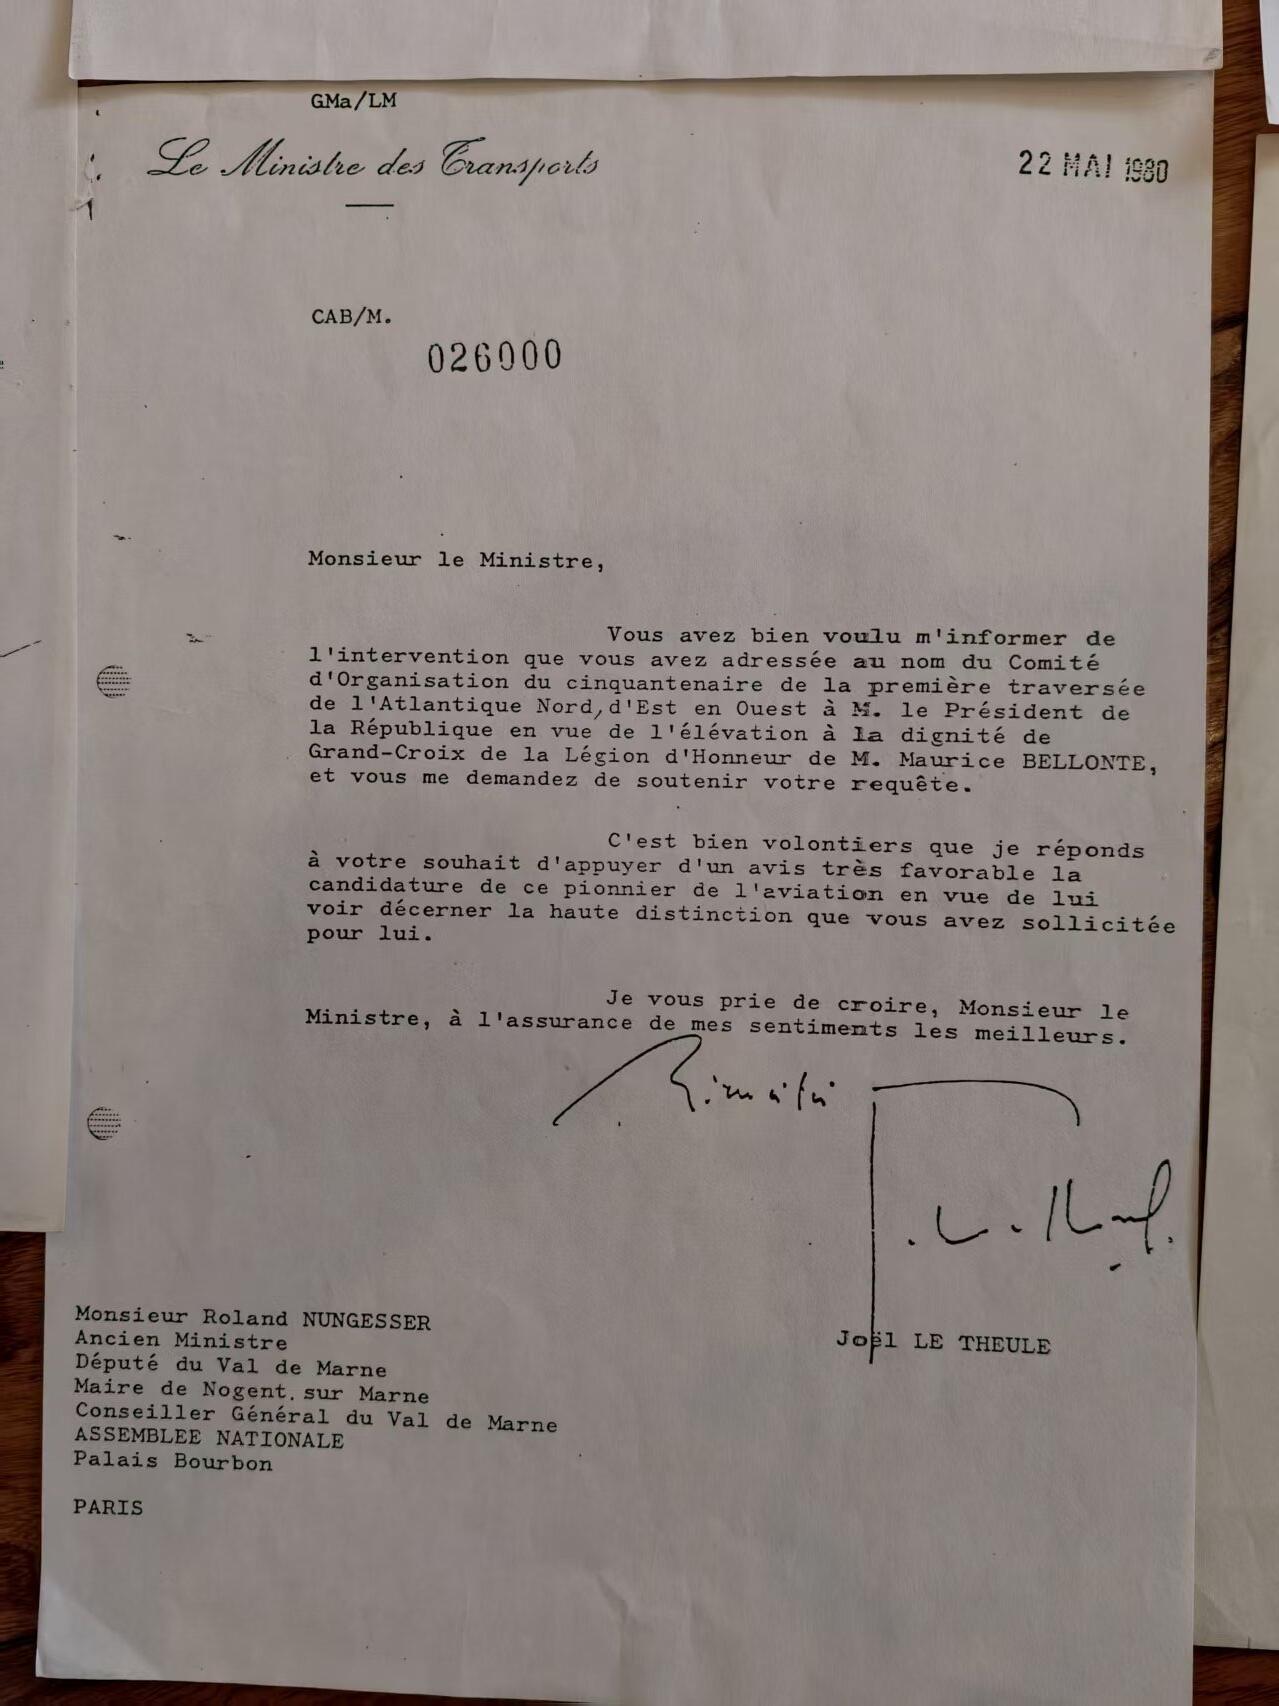 GMa/LM
Le Ministre des Transports
22 MAI 1980
CAB/M.
026000
Monsieur le Ministre,
Vous avez bien voulu m'informer de
l'intervention que vous avez adressée au nom du Comité
d'Organisation du cinquantenaire de la première traversée
de l'Atlantique Nord, d'Est en Ouest à M. le Président de
la République en vue de l'élévation à la dignité de
Grand-Croix de la Légion d'Honneur de M. Maurice BELLONTE,
et vous me demandez de soutenir votre requête.
C'est bien volontiers que je réponds
à votre souhait d'appuyer d'un avis très favorable la
candidature de ce pionnier de l'aviation en vue de lui
voir décerner la haute distinction que vous avez sollicitée
pour lui.
Je vous prie de croire, Monsieur le
Ministre, à l'assurance de mes sentiments les meilleurs.
Joël LE THEULE
Monsieur Roland NUNGESSER
Ancien Ministre
Député du Val de Marne
Maire de Nogent sur Marne
Conseiller Général du Val de Marne
ASSEMBLEE NATIONALE
Palais Bourbon
PARIS